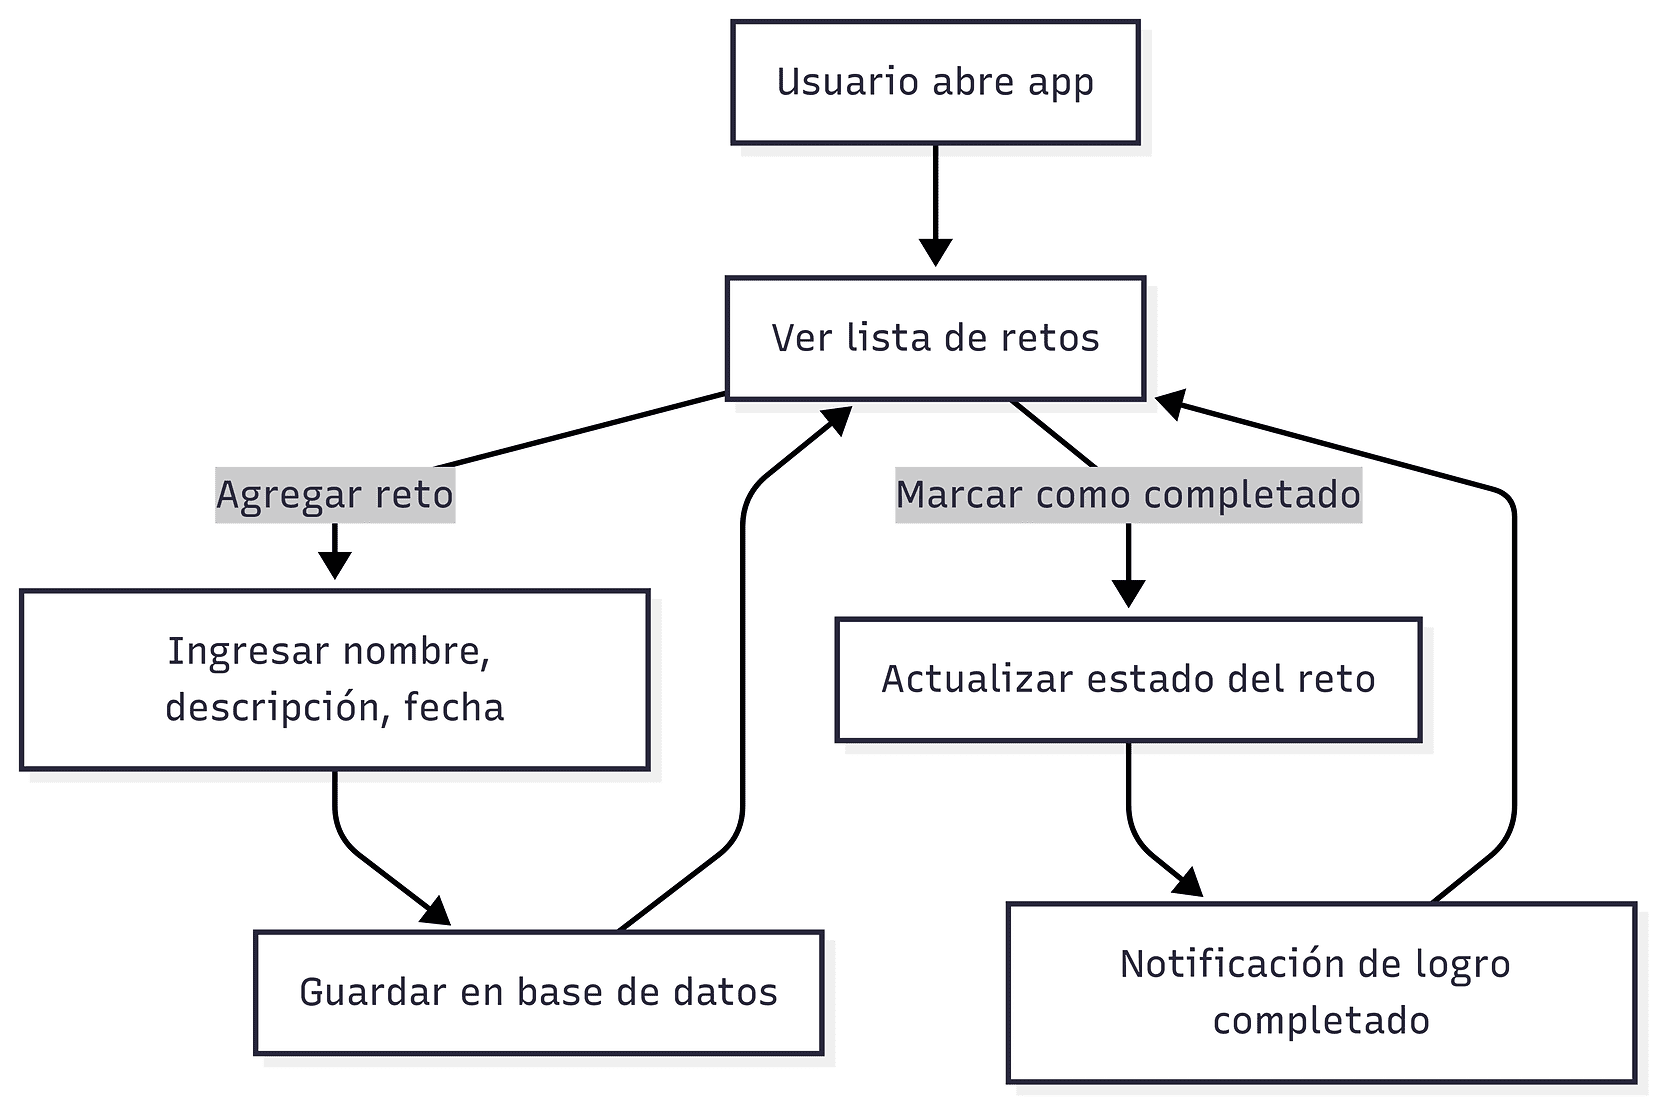 Usuario abre app
Ver lista de retos
Agregar reto
Marcar como completado
Ingresar nombre,
descripción, fecha
Actualizar estado del reto
Guardar en base de datos
Notificación de logro
completado